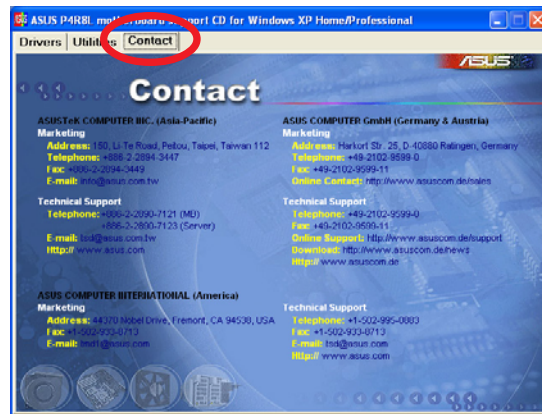 ASUS P4R8L motherboard support CD for Windows XP Home/Professional
Drivers Utilities Contact
ASUS
Contact
ASUSTeK COMPUTER INC. (Asia-Pacific)
Marketing
Address: 150, Li-Te Road, Peitou, Taipei, Taiwan 112
Telephone: +886-2-2894-3447
Fax: +886-2-2894-3449
E-mail: info@asus.com.tw
Technical Support
Telephone: +886-2-2890-7121 (MB)
+886-2-2890-7123 (Server)
E-mail: tsd@asus.com.tw
Http:// www.asus.com
ASUS COMPUTER GmbH (Germany & Austria)
Marketing
Address: Harkort Str. 25, D-40880 Ratingen, Germany
Telephone: +49-2102-9599-0
Fax: +49-2102-9599-11
Online Contact: http://www.asuscom.de/sales
Technical Support
Telephone: +49-2102-9599-0
Fax: +49-2102-9599-11
Online Support: http://www.asuscom.de/support
Download: http://www.asuscom.de/news
Http:// www.asuscom.de
ASUS COMPUTER INTERNATIONAL (America)
Marketing
Address: 44370 Nobel Drive, Fremont, CA 94538, USA
Fax: +1-502-933-8713
E-mail: tmd1@asus.com
Technical Support
Telephone: +1-502-995-0883
Fax: +1-502-933-8713
E-mail: tsd@asus.com
Http:// www.asus.com